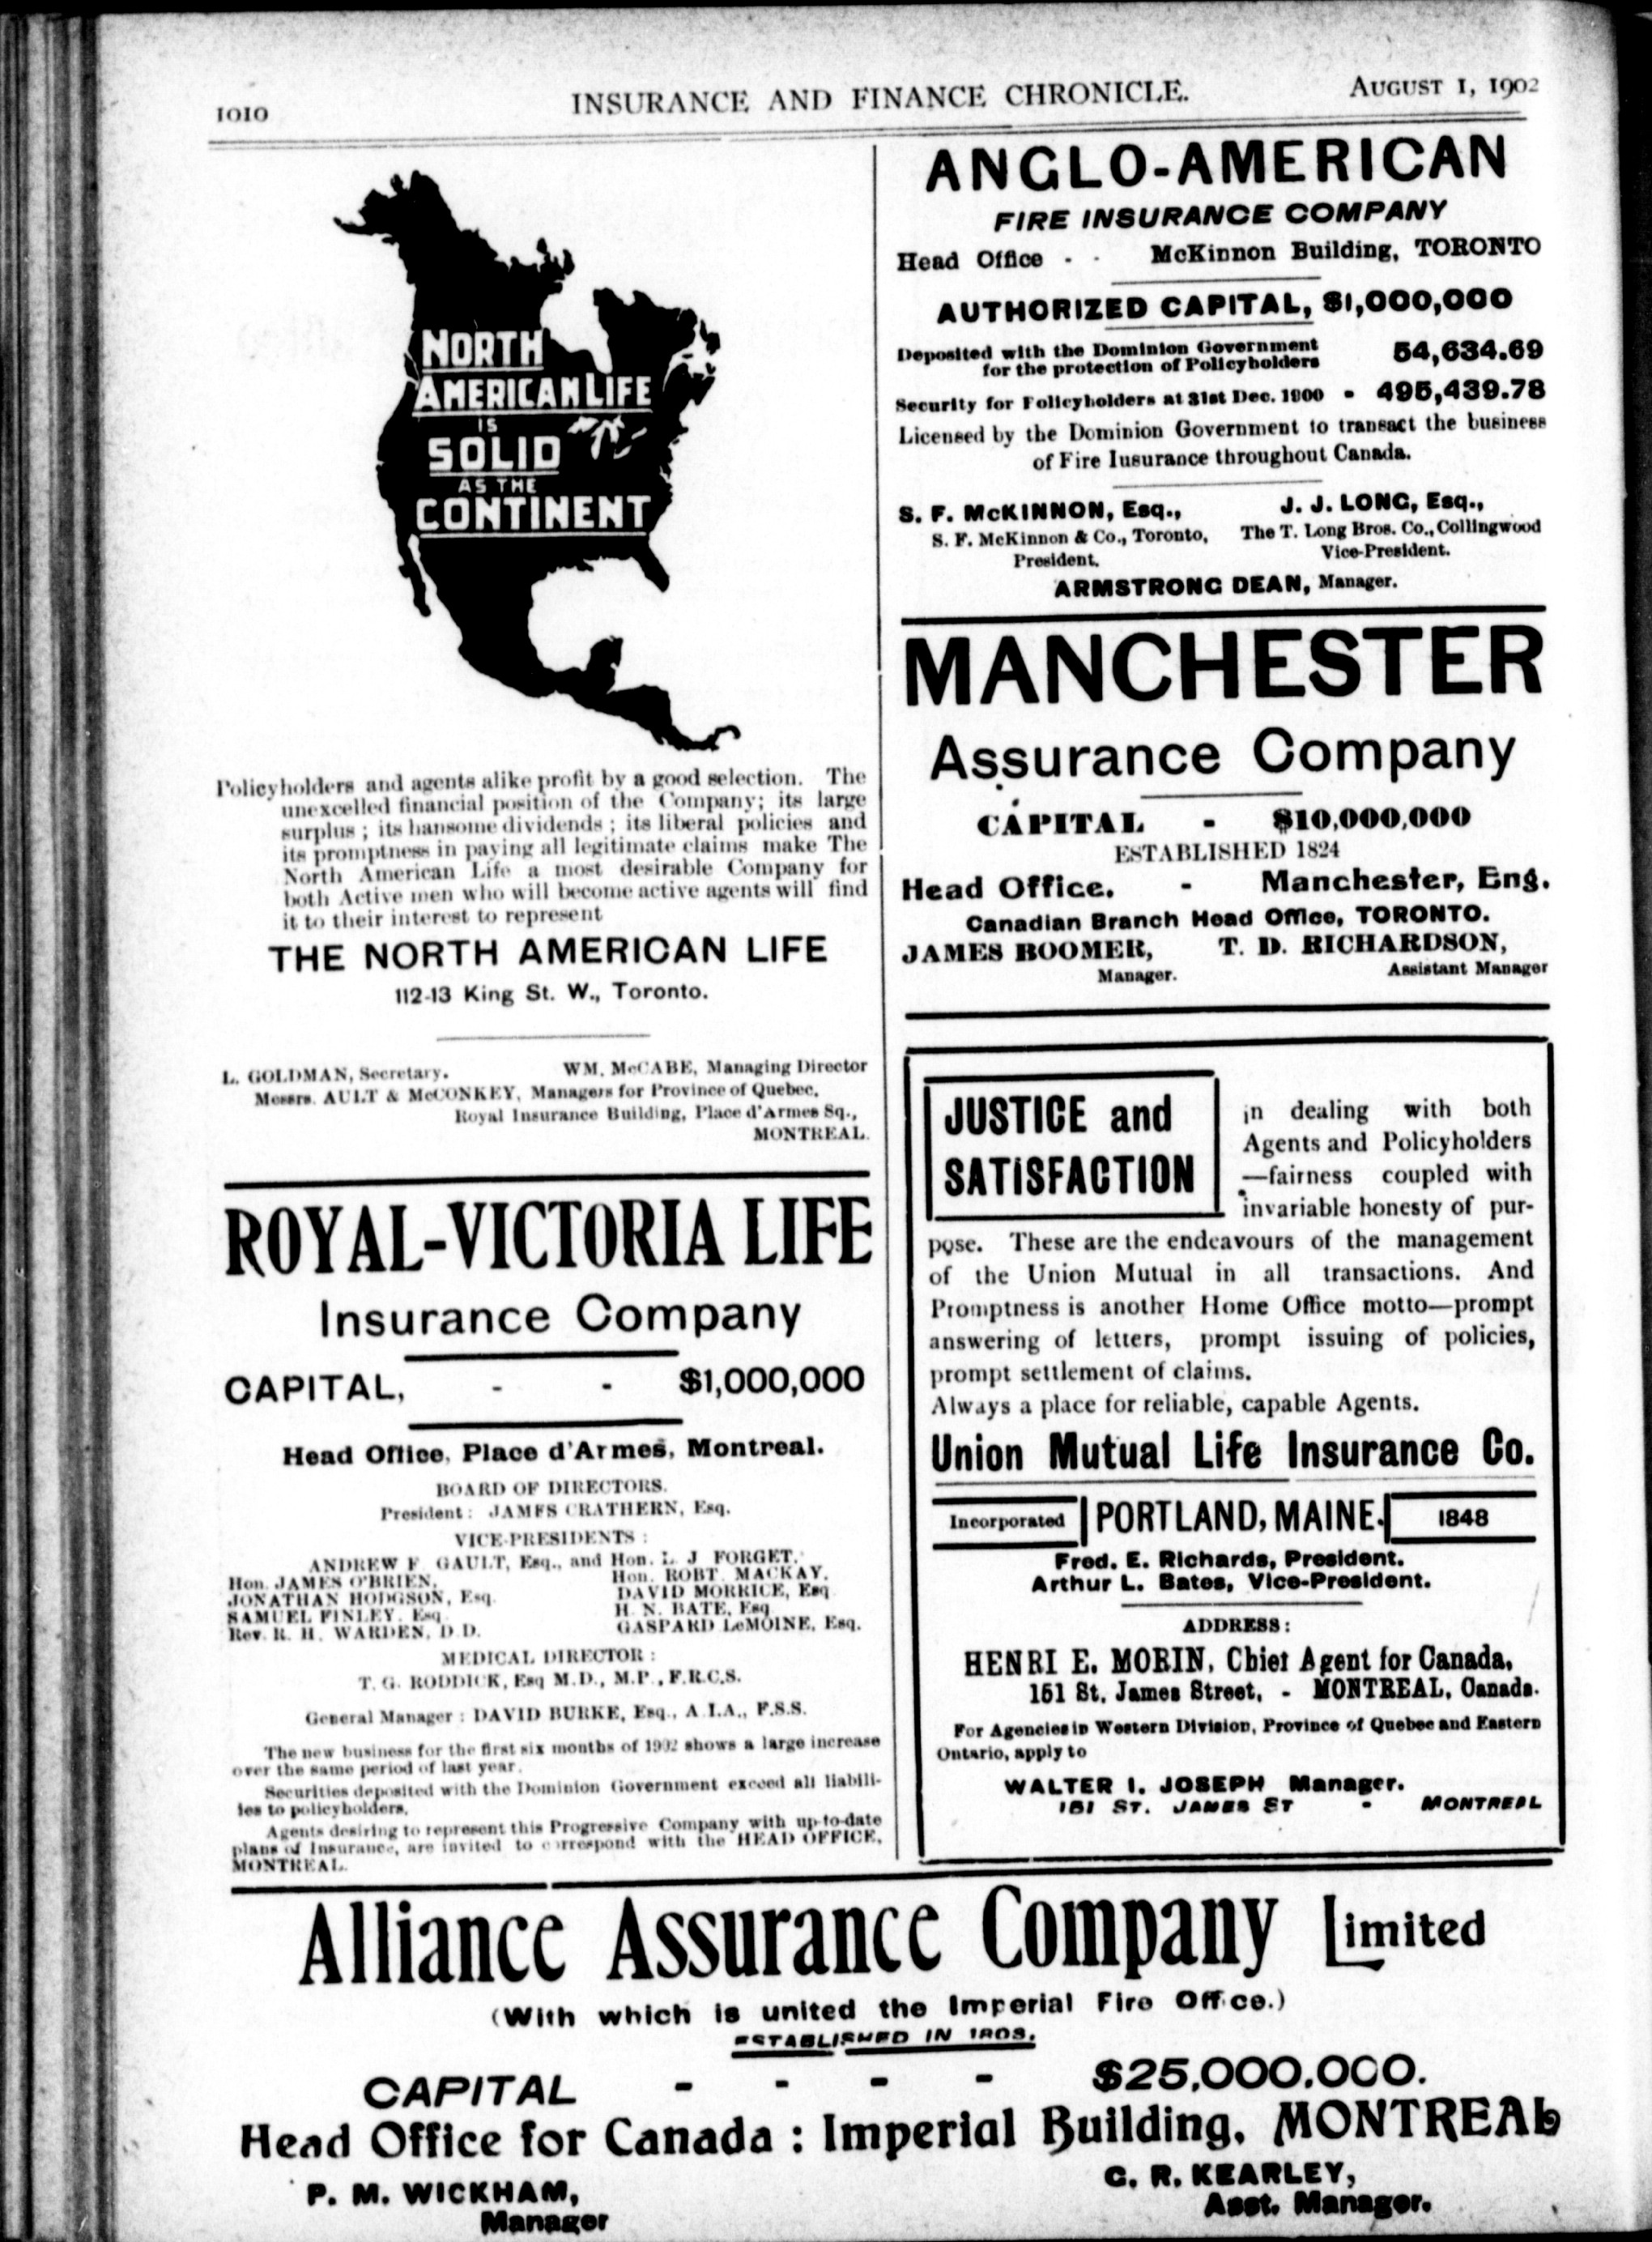 1010
INSURANCE AND FINANCE CHRONICLE.
AUGUST 1, 1902
NORTH
AMERICAN LIFE
IS
SOLID
AS THE
CONTINENT
Policyholders and agents alike profit by a good selection. The
unexcelled financial position of the Company; its large
surplus; its hansome dividends; its liberal policies and
its promptness in paying all legitimate claims make The
North American Life a most desirable Company for
both Active men who will become active agents will find
it to their interest to represent
THE NORTH AMERICAN LIFE
112-13 King St. W., Toronto.
L. GOLDMAN, Secretary. WM. McCABE, Managing Director
Messrs. AULT & McCONKEY, Managers for Province of Quebec,
Royal Insurance Building, Place d'Armes Sq.,
MONTREAL.
ROYAL-VICTORIA LIFE
Insurance Company
CAPITAL, - - $1,000,000
Head Office, Place d'Armes, Montreal.
BOARD OF DIRECTORS.
President: JAMES CRATHERN, Esq.
VICE-PRESIDENTS:
ANDREW F. GAULT, Esq., and Hon. L. J. FORGET.
Hon. JAMES O'BRIEN, Hon. ROBT. MACKAY.
JONATHAN HODGSON, Esq. DAVID MORRICE, Esq
SAMUEL FINLEY, Esq H. N. BATE, Esq
Rev. R. H. WARDEN, D.D. GASPARD LeMOINE, Esq.
MEDICAL DIRECTOR:
T. G. RODDICK, Esq M.D., M.P., F.R.C.S.
General Manager: DAVID BURKE, Esq., A.I.A., F.S.S.
The new business for the first six months of 1902 shows a large increase
over the same period of last year.
Securities deposited with the Dominion Government exceed all liabili-
ies to policyholders.
Agents desiring to represent this Progressive Company with up-to-date
plans of Insurance, are invited to correspond with the HEAD OFFICE,
MONTREAL.
ANGLO-AMERICAN
FIRE INSURANCE COMPANY
Head Office - - McKinnon Building, TORONTO
AUTHORIZED CAPITAL, $1,000,000
Deposited with the Dominion Government
for the protection of Policyholders 54,634.69
Security for Policyholders at 31st Dec. 1900 - 495,439.78
Licensed by the Dominion Government to transact the business
of Fire Iusurance throughout Canada.
S. F. McKINNON, Esq., J. J. LONG, Esq.,
S. F. McKinnon & Co., Toronto, The T. Long Bros. Co., Collingwood
President. Vice-President.
ARMSTRONG DEAN, Manager.
MANCHESTER
Assurance Company
CAPITAL - $10,000,000
ESTABLISHED 1824
Head Office. - Manchester, Eng.
Canadian Branch Head Office, TORONTO.
JAMES BOOMER, T. D. RICHARDSON,
Manager. Assistant Manager
JUSTICE and
SATISFACTION
in dealing with both
Agents and Policyholders
—fairness coupled with
invariable honesty of pur-
pose. These are the endeavours of the management
of the Union Mutual in all transactions. And
Promptness is another Home Office motto—prompt
answering of letters, prompt issuing of policies,
prompt settlement of claims.
Always a place for reliable, capable Agents.
Union Mutual Life Insurance Co.
Incorporated PORTLAND, MAINE. 1848
Fred. E. Richards, President.
Arthur L. Bates, Vice-President.
ADDRESS:
HENRI E. MORIN, Chief Agent for Canada,
151 St. James Street, - MONTREAL, Canada.
For Agencies in Western Division, Province of Quebec and Eastern
Ontario, apply to
WALTER I. JOSEPH Manager.
151 ST. JAMES ST - MONTREAL
Alliance Assurance Company Limited
(With which is united the Imperial Fire Office.)
ESTABLISHED IN 1803.
CAPITAL - - - - $25,000,000.
Head Office for Canada: Imperial Building, MONTREAL
P. M. WICKHAM, C. R. KEARLEY,
Manager Asst. Manager.